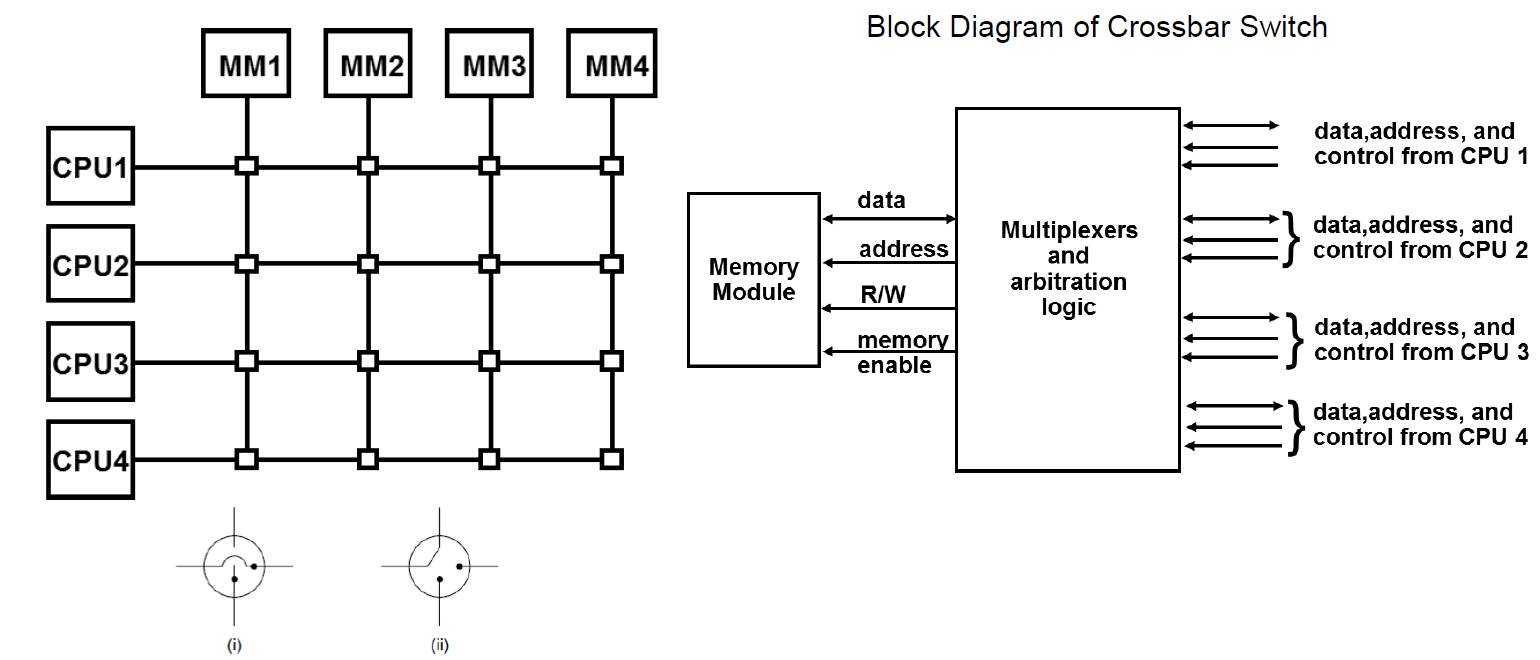 Block Diagram of Crossbar Switch
MM1
MM2
MM3
MM4
CPU1
CPU2
CPU3
CPU4
(i)
(ii)
Memory
Module
data
address
R/W
memory
enable
Multiplexers
and
arbitration
logic
data,address, and
control from CPU 1
data,address, and
control from CPU 2
data,address, and
control from CPU 3
data,address, and
control from CPU 4